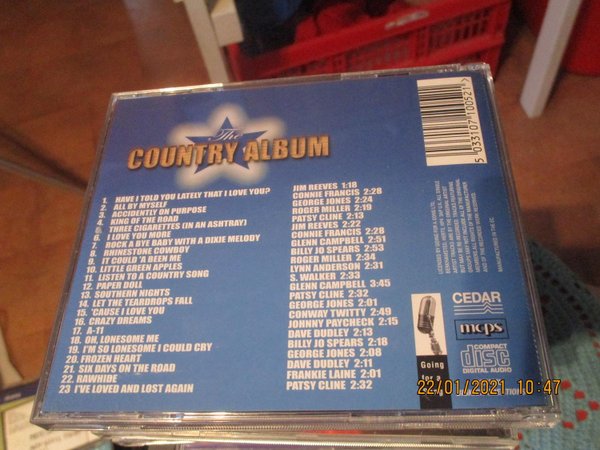 The
COUNTRY ALBUM
5 033107 100521 >
1. HAVE I TOLD YOU LATELY THAT I LOVE YOU? JIM REEVES 1:18
2. ALL BY MYSELF CONNIE FRANCIS 2:28
3. ACCIDENTLY ON PURPOSE GEORGE JONES 2:24
4. KING OF THE ROAD ROGER MILLER 2:19
5. THREE CIGARETTES (IN AN ASHTRAY) PATSY CLINE 2:13
6. I LOVE YOU MORE JIM REEVES 2:22
7. ROCK A BYE BABY WITH A DIXIE MELODY CONNIE FRANCIS 2:28
8. RHINESTONE COWBOY GLENN CAMPBELL 2:51
9. IT COULD 'A BEEN ME BILLY JO SPEARS 2:53
10. LITTLE GREEN APPLES ROGER MILLER 2:34
11. LISTEN TO A COUNTRY SONG LYNN ANDERSON 2:31
12. PAPER DOLL S. WALKER 2:33
13. SOUTHERN NIGHTS GLENN CAMPBELL 3:45
14. LET THE TEARDROPS FALL PATSY CLINE 2:32
15. 'CAUSE I LOVE YOU GEORGE JONES 2:01
16. CRAZY DREAMS CONWAY TWITTY 2:49
17. A-11 JOHNNY PAYCHECK 2:15
18. OH, LONESOME ME DAVE DUDLEY 2:13
19. I'M SO LONESOME I COULD CRY BILLY JO SPEARS 2:18
20. FROZEN HEART GEORGE JONES 2:08
21. SIX DAYS ON THE ROAD DAVE DUDLEY 2:11
22. RAWHIDE FRANKIE LAINE 2:01
23 I'VE LOVED AND LOST AGAIN PATSY CLINE 2:32
CEDAR
mcps
COMPACT
disc
DIGITAL AUDIO
Going
for a
MANUFACTURED IN THE EC.
22/01/2021 10:47